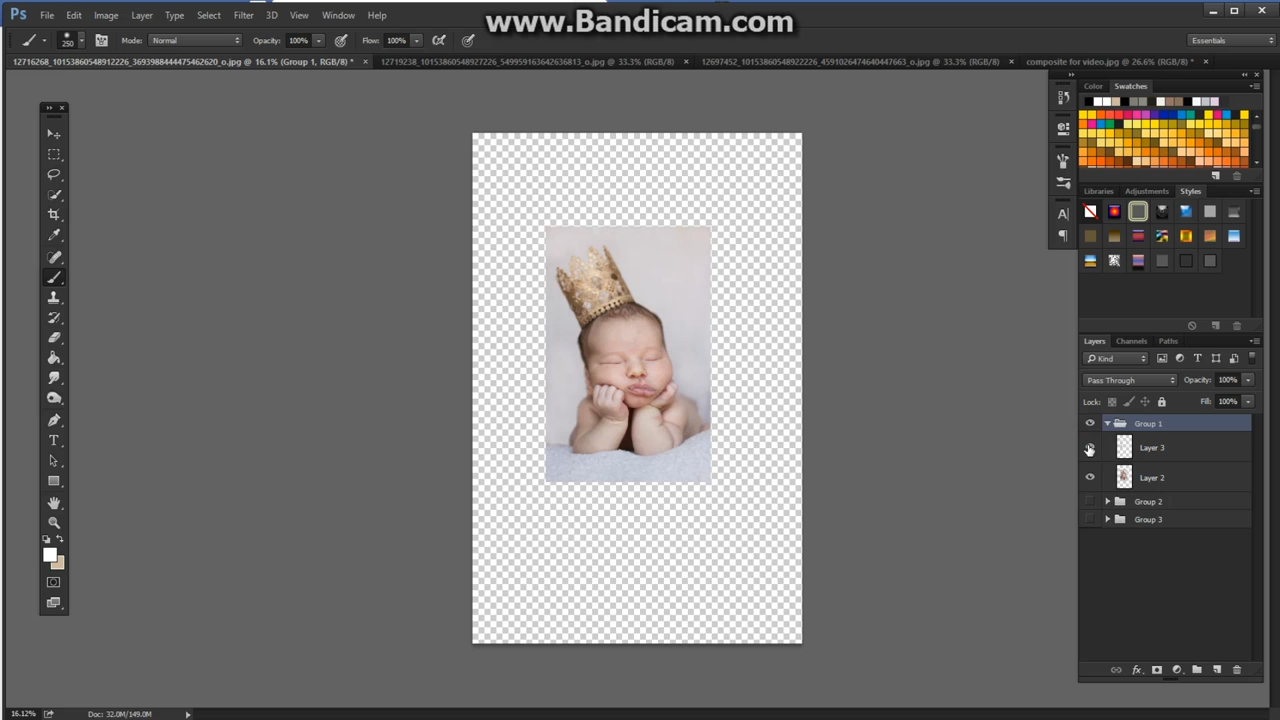 www.Bandicam.com
Ps File Edit Image Layer Type Select Filter 3D View Window Help
250 Mode: Normal Opacity: 100% Flow: 100% Essentials
12716268_10153860548912226_3693988444475462620_o.jpg @ 16.1% (Group 1, RGB/8) * × 12719238_10153860548927226_549959163642636813_o.jpg @ 33.3% (RGB/8) × 12697452_10153860548922226_4591026474640447663_o.jpg @ 33.3% (RGB/8) × composite for video.jpg @ 26.6% (RGB/8) * ×
Color Swatches
Libraries Adjustments Styles
Layers Channels Paths
Kind
Pass Through Opacity: 100%
Lock: Fill: 100%
Group 1
Layer 3
Layer 2
Group 2
Group 3
16.12% Doc: 32.0M/149.0M